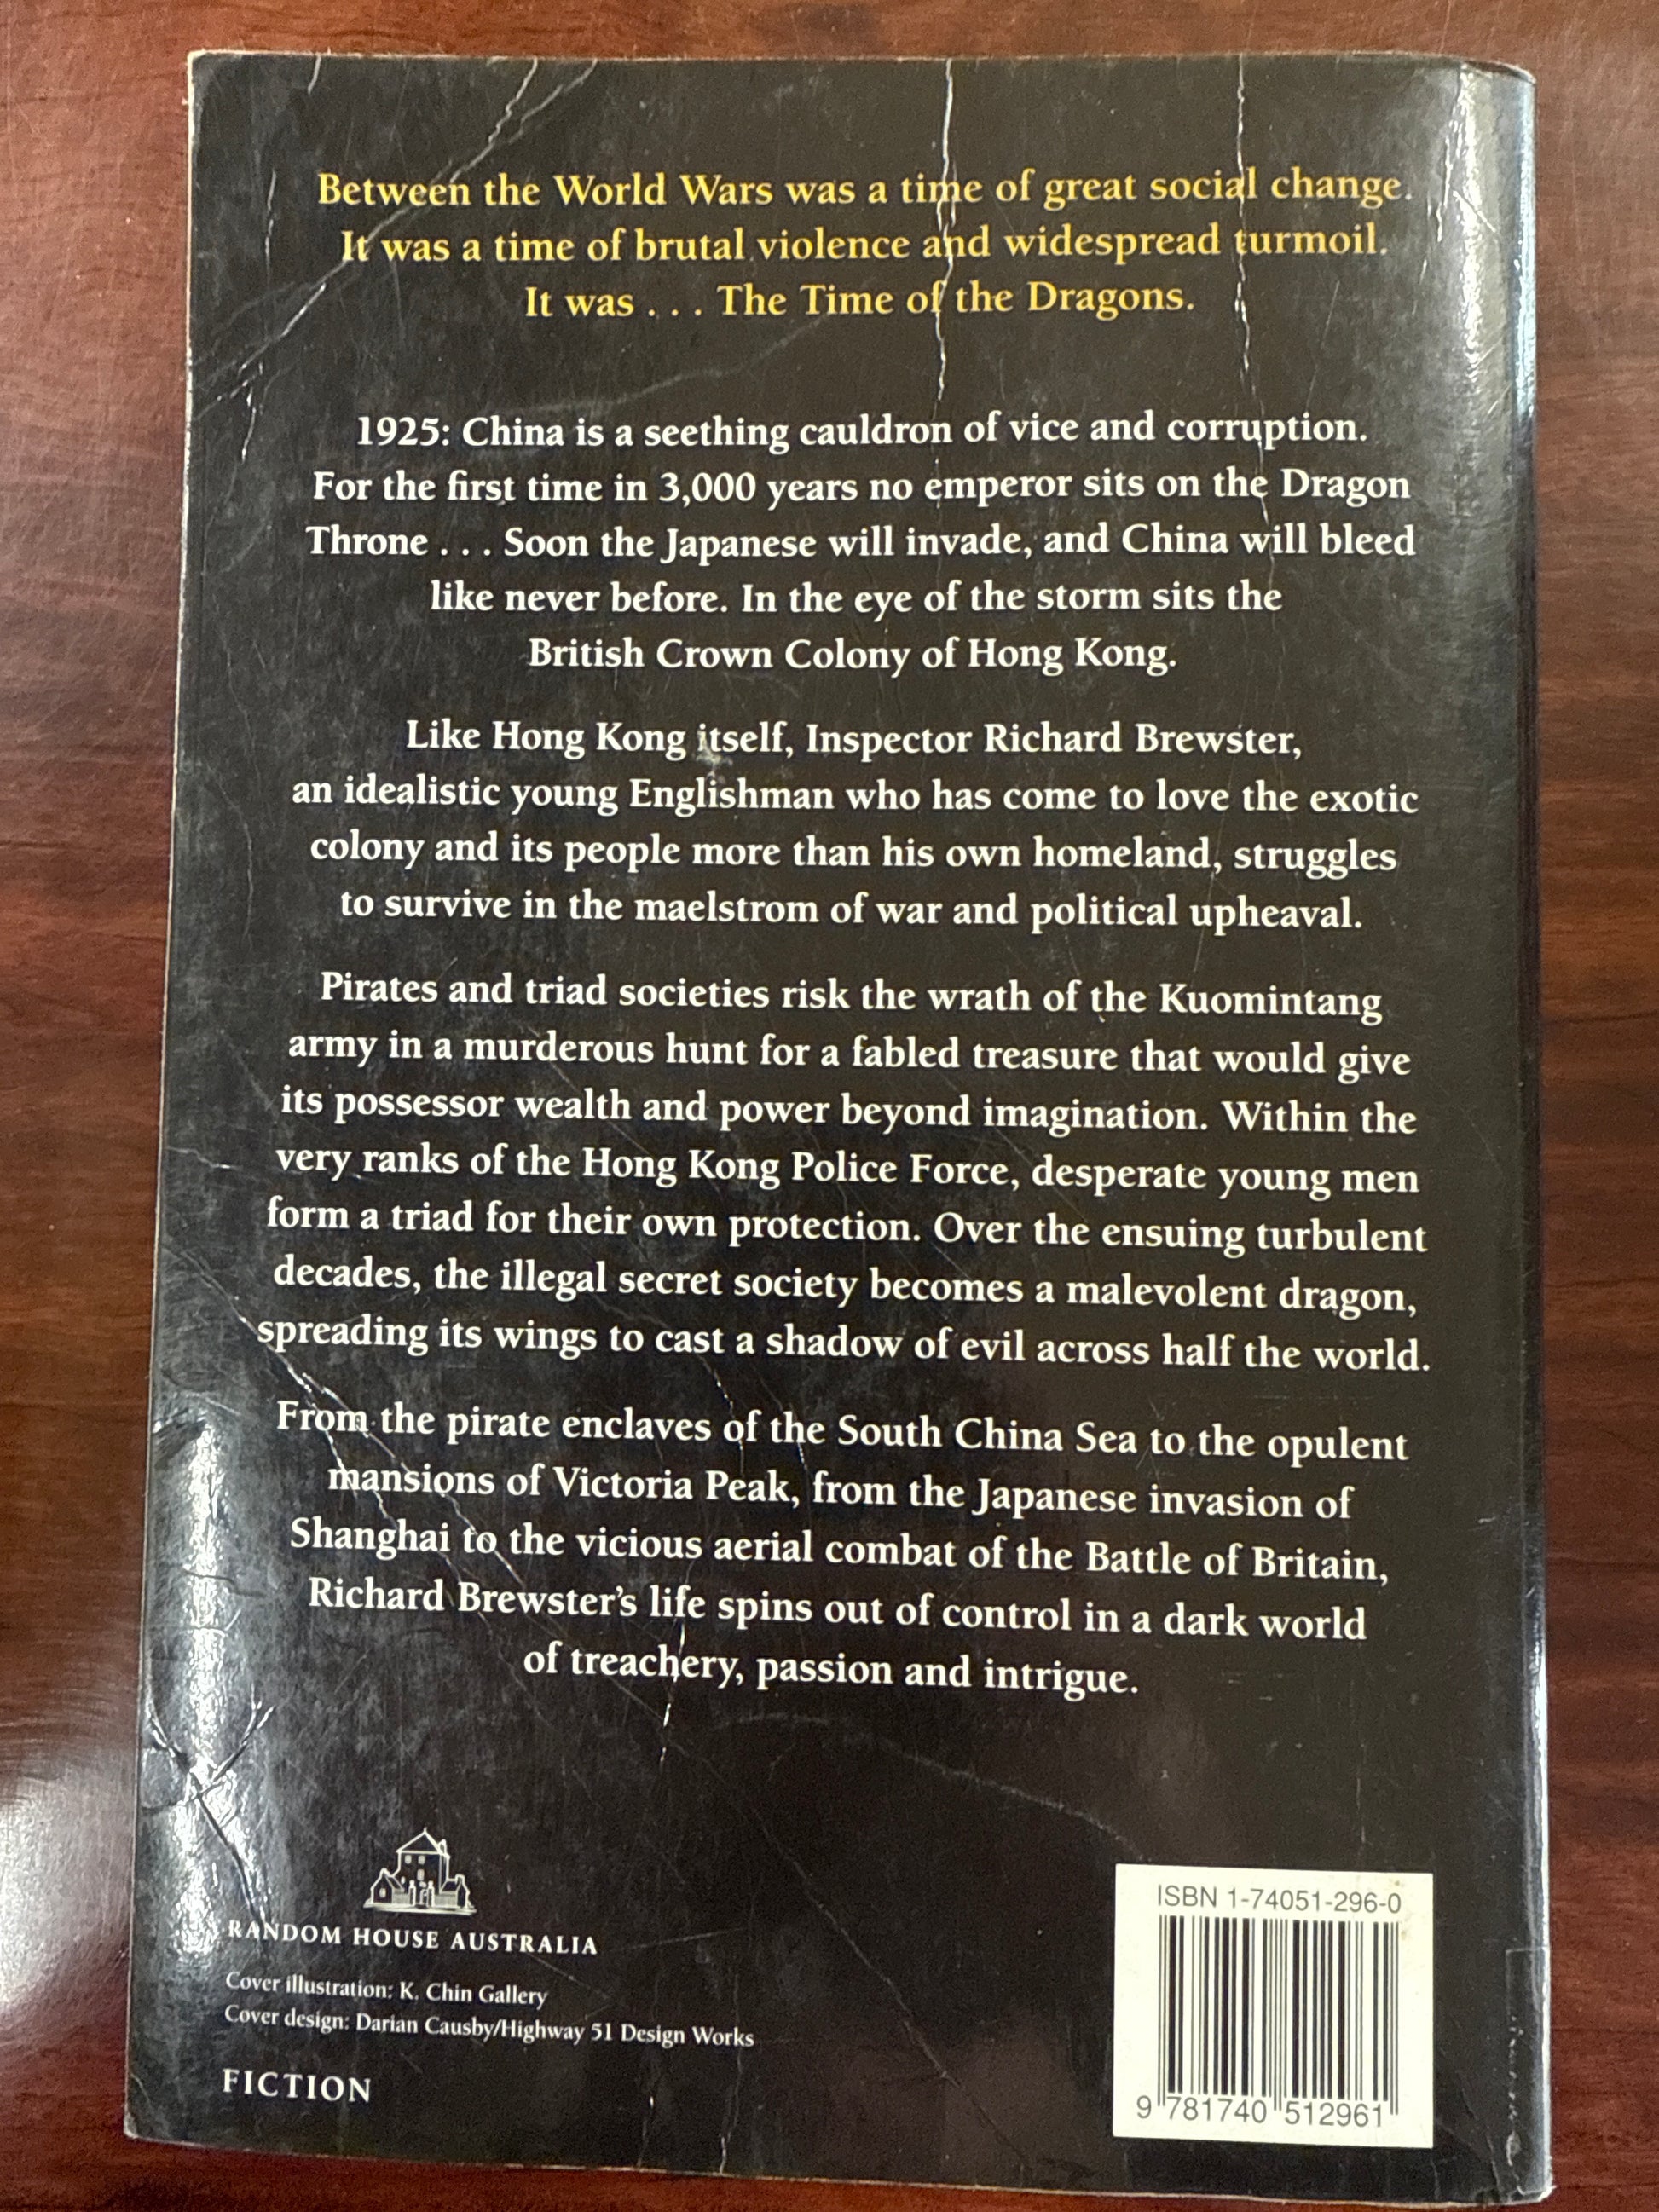 Between the World Wars was a time of great social change.
It was a time of brutal violence and widespread turmoil.
It was . . . The Time of the Dragons.
1925: China is a seething cauldron of vice and corruption.
For the first time in 3,000 years no emperor sits on the Dragon
Throne . . . Soon the Japanese will invade, and China will bleed
like never before. In the eye of the storm sits the
British Crown Colony of Hong Kong.
Like Hong Kong itself, Inspector Richard Brewster,
an idealistic young Englishman who has come to love the exotic
colony and its people more than his own homeland, struggles
to survive in the maelstrom of war and political upheaval.
Pirates and triad societies risk the wrath of the Kuomintang
army in a murderous hunt for a fabled treasure that would give
its possessor wealth and power beyond imagination. Within the
very ranks of the Hong Kong Police Force, desperate young men
form a triad for their own protection. Over the ensuing turbulent
decades, the illegal secret society becomes a malevolent dragon,
spreading its wings to cast a shadow of evil across half the world.
From the pirate enclaves of the South China Sea to the opulent
mansions of Victoria Peak, from the Japanese invasion of
Shanghai to the vicious aerial combat of the Battle of Britain,
Richard Brewster's life spins out of control in a dark world
of treachery, passion and intrigue.
RANDOM HOUSE AUSTRALIA
Cover illustration: K. Chin Gallery
Cover design: Darian Causby/Highway 51 Design Works
FICTION
ISBN 1-74051-296-0
9 781740 512961